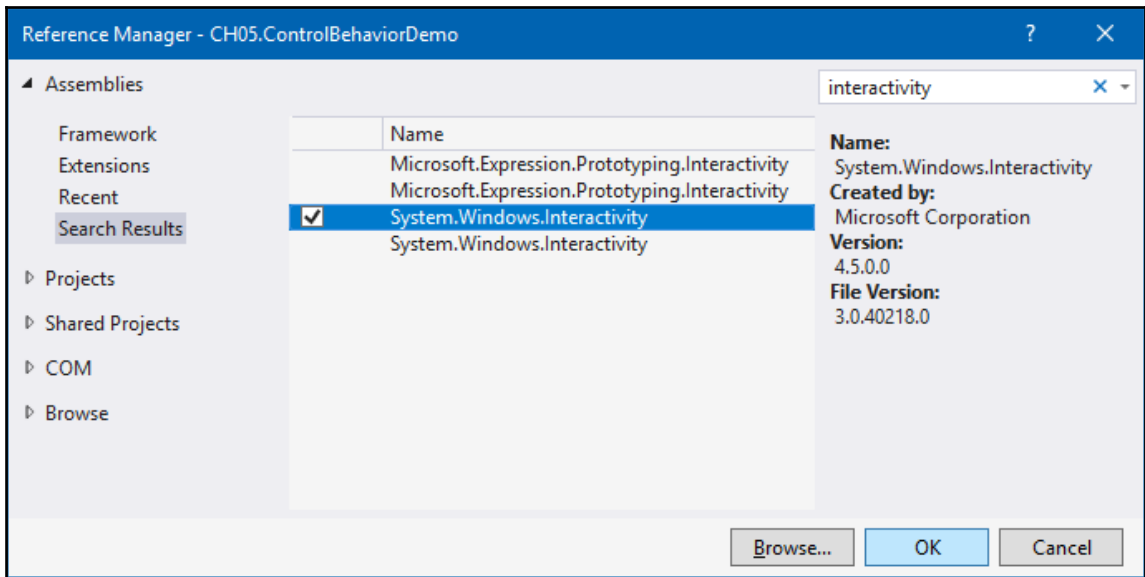 Reference Manager - CH05.ControlBehaviorDemo
?
Assemblies
Framework
Extensions
Recent
Search Results
Projects
Shared Projects
COM
Browse
Name
Microsoft.Expression.Prototyping.Interactivity
Microsoft.Expression.Prototyping.Interactivity
System.Windows.Interactivity
System.Windows.Interactivity
interactivity
Name:
System.Windows.Interactivity
Created by:
Microsoft Corporation
Version:
4.5.0.0
File Version:
3.0.40218.0
Browse...
OK
Cancel